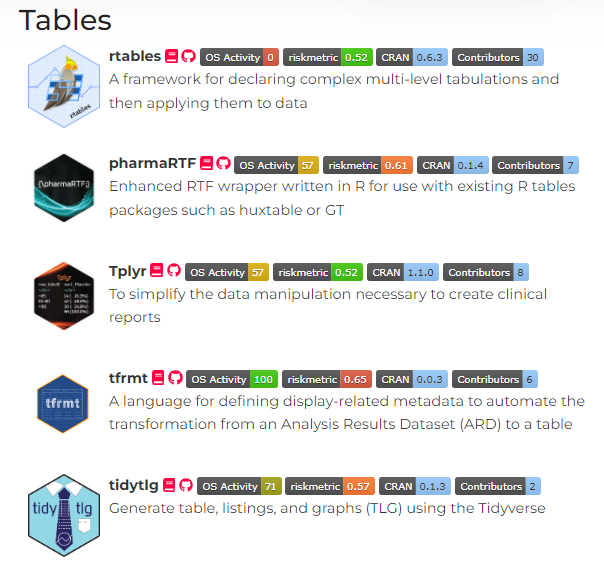 Tables
rtables OS Activity 0 riskmetric 0.52 CRAN 0.6.3 Contributors 30
A framework for declaring complex multi-level tabulations and
then applying them to data
rtables
pharmaRTF OS Activity 57 riskmetric 0.61 CRAN 0.1.4 Contributors 7
{\pharmaRTF;}
Enhanced RTF wrapper written in R for use with existing R tables
packages such as huxtable or GT
Tplyr OS Activity 57 riskmetric 0.52 CRAN 1.1.0 Contributors 8
Tplyr
To simplify the data manipulation necessary to create clinical
reports
tfrmt OS Activity 100 riskmetric 0.65 CRAN 0.0.3 Contributors 6
tfrmt
A language for defining display-related metadata to automate the
transformation from an Analysis Results Dataset (ARD) to a table
tidytlg OS Activity 71 riskmetric 0.57 CRAN 0.1.3 Contributors 2
tidy tlg
Generate table, listings, and graphs (TLG) using the Tidyverse